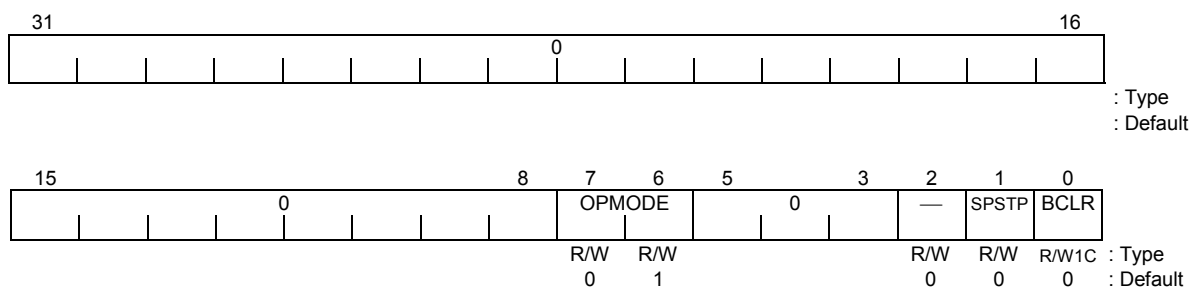 31 16
0
: Type
: Default
15 8 7 6 5 3 2 1 0
0 OPMODE 0 — SPSTP BCLR
R/W R/W R/W R/W R/W1C : Type
0 1 0 0 0 : Default